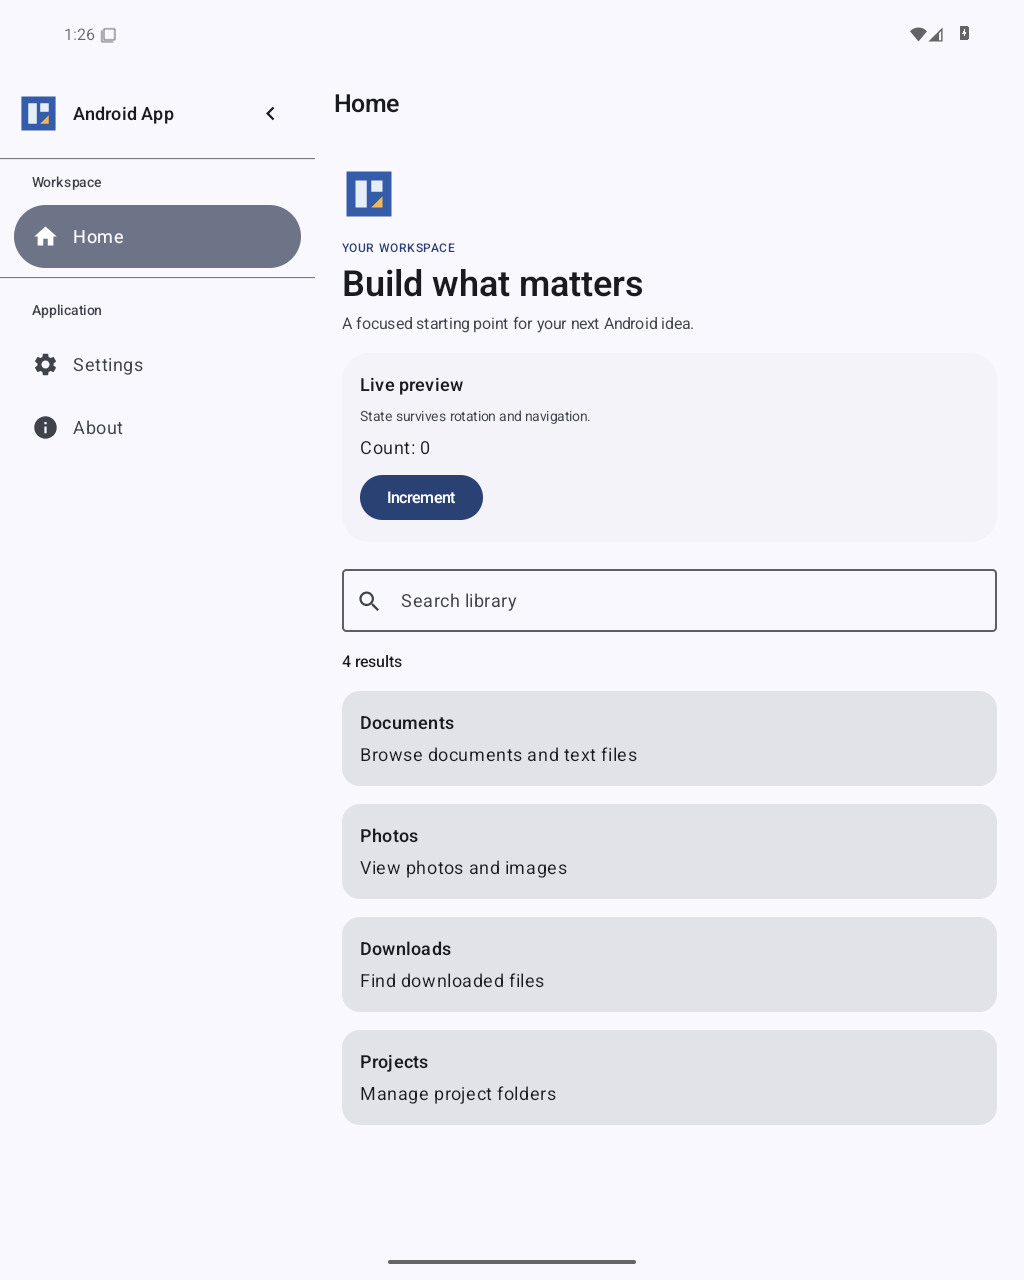 1:26
Android App
Workspace
Home
Application
Settings
About
Home
YOUR WORKSPACE
Build what matters
A focused starting point for your next Android idea.
Live preview
State survives rotation and navigation.
Count: 0
Increment
Search library
4 results
Documents
Browse documents and text files
Photos
View photos and images
Downloads
Find downloaded files
Projects
Manage project folders